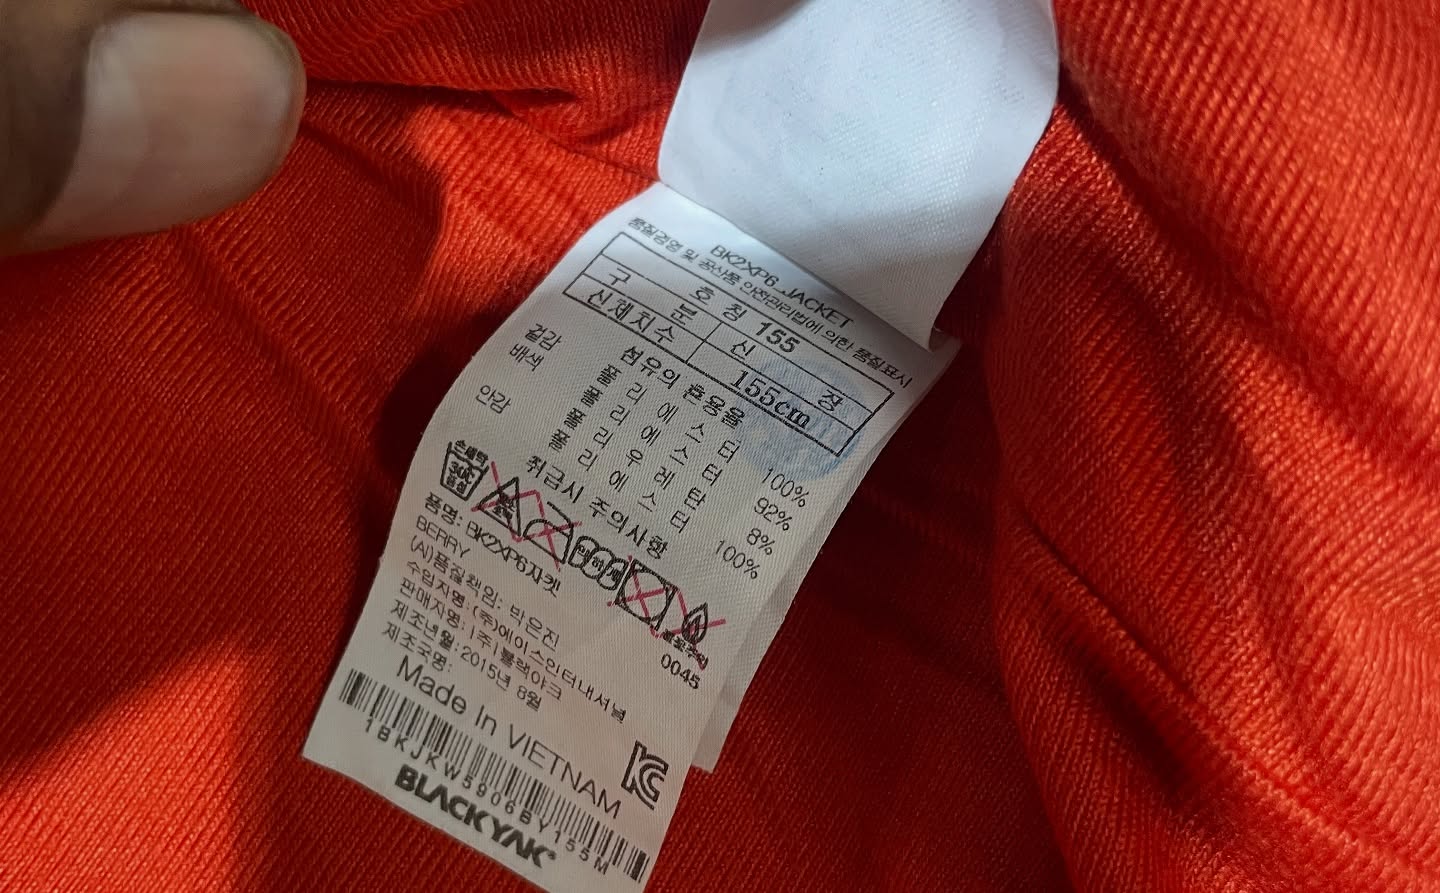 BK2XP6 JACKET
품질경영 및 공산품 안전관리법에 의한 품질표시
호칭 155
구 분 신 장
신체치수 155cm
섬유의 혼용율
겉감 폴리에스터 100%
배색 폴리에스터 92%
폴리우레탄 8%
안감 폴리에스터 100%
취급시 주의사항
손세탁
30℃
중성
0045
품명: BK2XP6자켓
BERRY
(AI)품질책임: 박은진
수입자명: (주)에이스인터내셔널
판매자명: (주)블랙야크
제조년월: 2015년 8월
제조국명:
Made In VIETNAM
1BKJKW5906BY155M
BLACKYAK